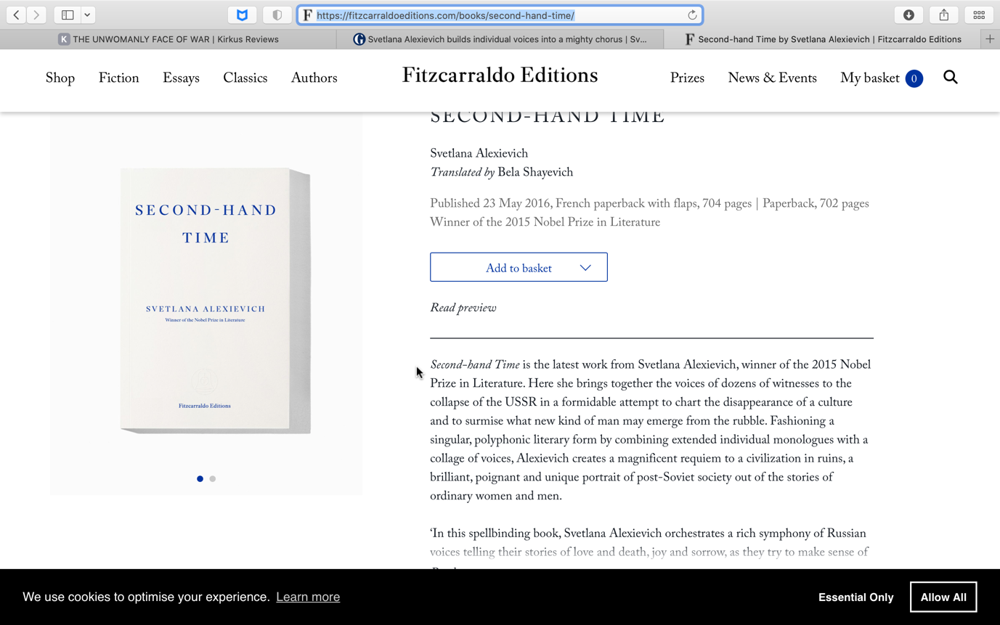 https://fitzcarraldoeditions.com/books/second-hand-time/
THE UNWOMANLY FACE OF WAR | Kirkus Reviews
Svetlana Alexievich builds individual voices into a mighty chorus | Sv...
Second-hand Time by Svetlana Alexievich | Fitzcarraldo Editions
Shop Fiction Essays Classics Authors Fitzcarraldo Editions Prizes News & Events My basket 0
SECOND-HAND TIME
Svetlana Alexievich
Translated by Bela Shayevich
Published 23 May 2016, French paperback with flaps, 704 pages | Paperback, 702 pages
Winner of the 2015 Nobel Prize in Literature
Add to basket
Read preview
SECOND-HAND
TIME
SVETLANA ALEXIEVICH
Winner of the Nobel Prize in Literature
Fitzcarraldo Editions
Second-hand Time is the latest work from Svetlana Alexievich, winner of the 2015 Nobel
Prize in Literature. Here she brings together the voices of dozens of witnesses to the
collapse of the USSR in a formidable attempt to chart the disappearance of a culture
and to surmise what new kind of man may emerge from the rubble. Fashioning a
singular, polyphonic literary form by combining extended individual monologues with a
collage of voices, Alexievich creates a magnificent requiem to a civilization in ruins, a
brilliant, poignant and unique portrait of post-Soviet society out of the stories of
ordinary women and men.
‘In this spellbinding book, Svetlana Alexievich orchestrates a rich symphony of Russian
voices telling their stories of love and death, joy and sorrow, as they try to make sense of
We use cookies to optimise your experience. Learn more
Essential Only
Allow All